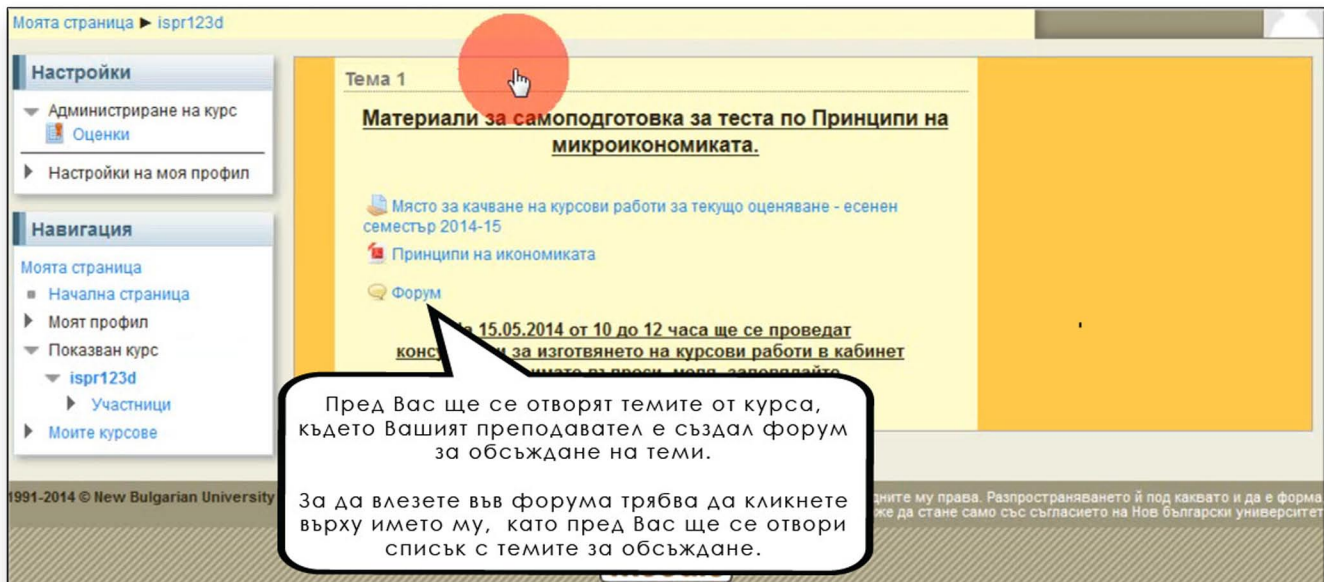 Моята страница ► ispr123d
Настройки
Администриране на курс
Оценки
Настройки на моя профил
Навигация
Моята страница
Начална страница
Моят профил
Показван курс
ispr123d
Участници
Моите курсове
Тема 1
Материали за самоподготовка за теста по Принципи на
микроикономиката.
Място за качване на курсови работи за текущо оценяване - есенен
семестър 2014-15
Принципи на икономиката
Форум
15.05.2014 от 10 до 12 часа ще се проведат
за изготвянето на курсови работи в кабинет
Пред Вас ще се отворят темите от курса,
където Вашият преподавател е създал форум
за обсъждане на теми.
За да влезете във форума трябва да кликнете
върху името му, като пред Вас ще се отвори
списък с темите за обсъждане.
1991-2014 © New Bulgarian University
му права. Разпространяването ѝ под каквато и да е форма
да стане само със съгласието на Нов български университет